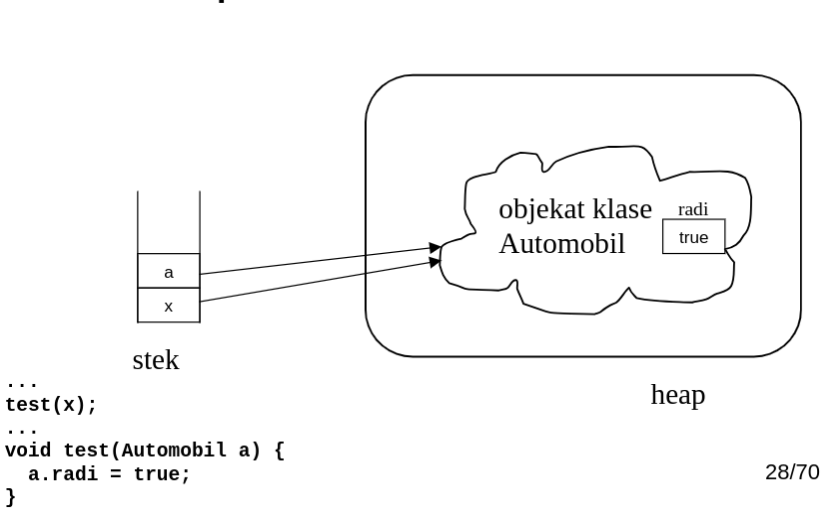 objekat klase
Automobil
radi
true
a
x
stek
heap
...
test(x);
...
void test(Automobil a) {
  a.radi = true;
}
28/70